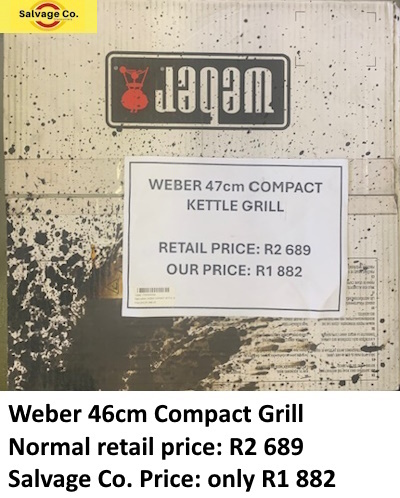 Salvage Co.
weber
WEBER 47cm COMPACT
KETTLE GRILL
RETAIL PRICE: R2 689
OUR PRICE: R1 882
Weber 46cm Compact Grill
Normal retail price: R2 689
Salvage Co. Price: only R1 882